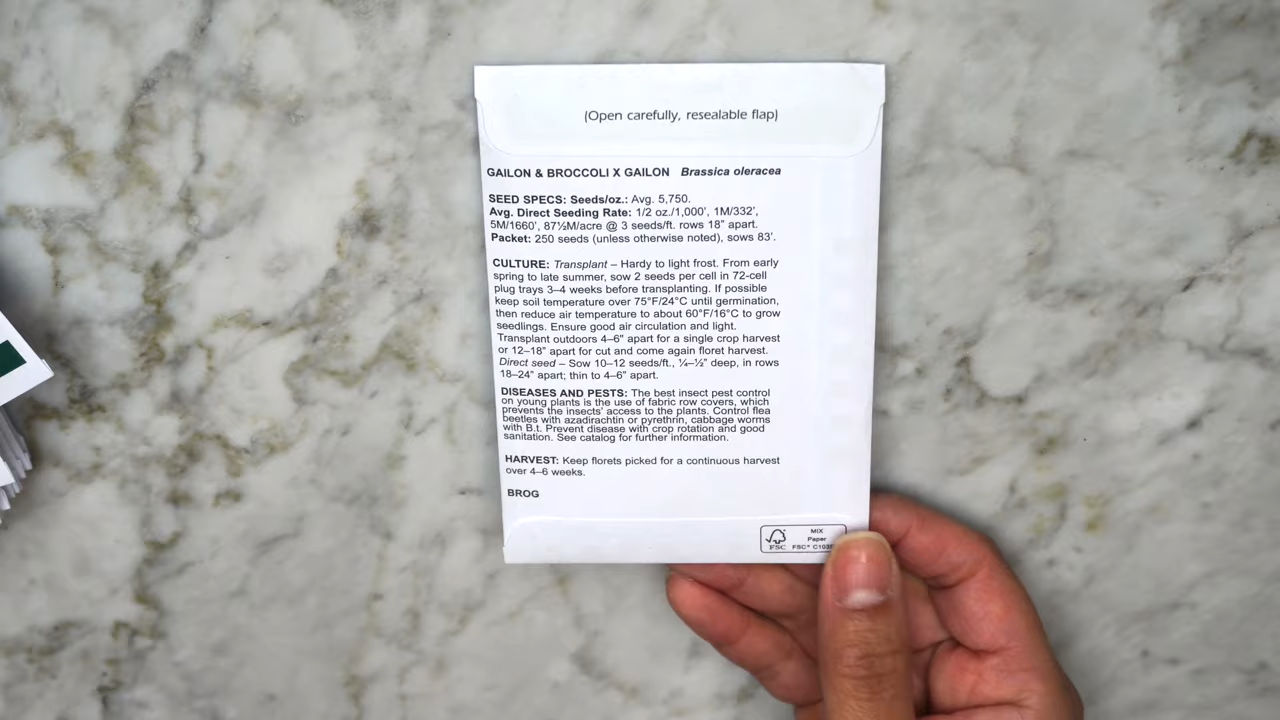 (Open carefully, resealable flap)
GAILON & BROCCOLI X GAILON Brassica oleracea
SEED SPECS: Seeds/oz.: Avg. 5,750.
Avg. Direct Seeding Rate: 1/2 oz./1,000', 1M/332',
5M/1660', 87½M/acre @ 3 seeds/ft. rows 18" apart.
Packet: 250 seeds (unless otherwise noted), sows 83'.
CULTURE: Transplant – Hardy to light frost. From early
spring to late summer, sow 2 seeds per cell in 72-cell
plug trays 3–4 weeks before transplanting. If possible
keep soil temperature over 75°F/24°C until germination,
then reduce air temperature to about 60°F/16°C to grow
seedlings. Ensure good air circulation and light.
Transplant outdoors 4–6" apart for a single crop harvest
or 12–18" apart for cut and come again floret harvest.
Direct seed – Sow 10–12 seeds/ft., ¼–½" deep, in rows
18–24" apart; thin to 4–6" apart.
DISEASES AND PESTS: The best insect pest control
on young plants is the use of fabric row covers, which
prevents the insects' access to the plants. Control flea
beetles with azadirachtin or pyrethrin, cabbage worms
with B.t. Prevent disease with crop rotation and good
sanitation. See catalog for further information.
HARVEST: Keep florets picked for a continuous harvest
over 4–6 weeks.
BROG
MIX
Paper
FSC FSC®